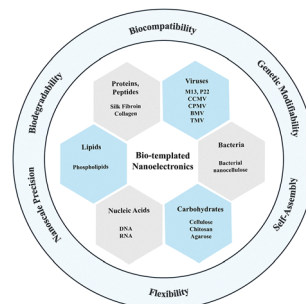 Biocompatibility
Biodegradability
Genetic Modifiability
Proteins,
Peptides
Silk Fibroin
Collagen
Viruses
M13, P22
CCMV
CPMV
BMV
TMV
Lipids
Phospholipids
Bio-templated
Nanoelectronics
Bacteria
Bacterial
nanocellulose
Nucleic Acids
DNA
RNA
Carbohydrates
Cellulose
Chitosan
Agarose
Nanoscale Precision
Self-Assembly
Flexibility